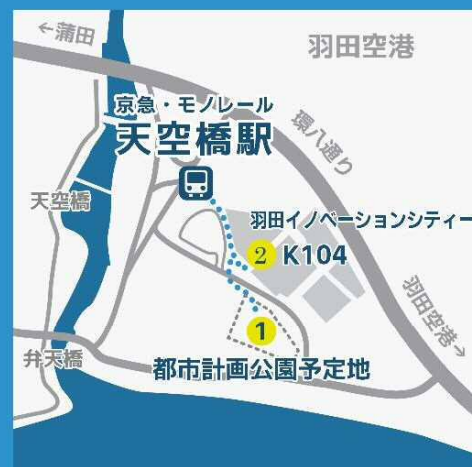 ←蒲田
羽田空港
京急・モノレール
天空橋駅
環八通り
天空橋
羽田イノベーションシティー
2 K104
羽田空港→
1
弁天橋
都市計画公園予定地